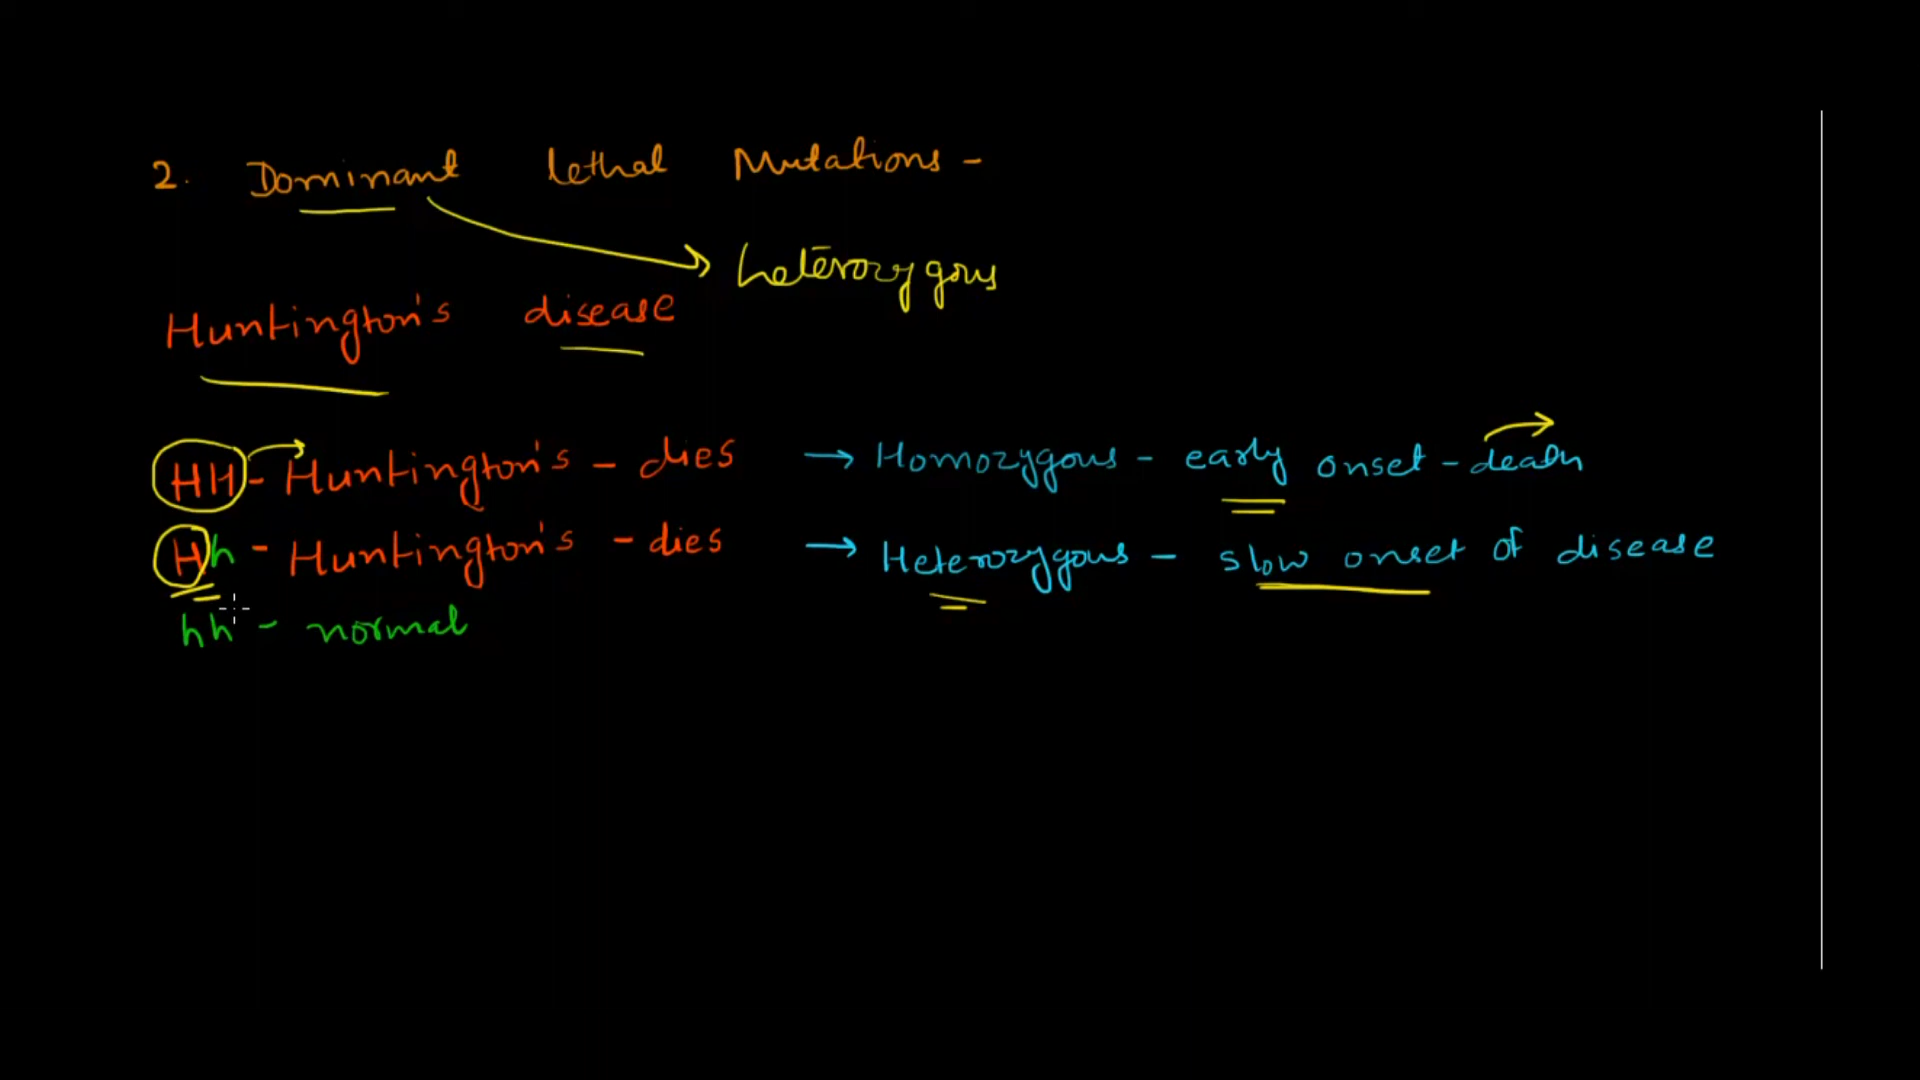 2. Dominant lethal Mutations -
heterozygous
Huntington's disease
HH - Huntington's - dies → Homozygous - early onset - death
Hh - Huntington's - dies → Heterozygous - slow onset of disease
hh - normal